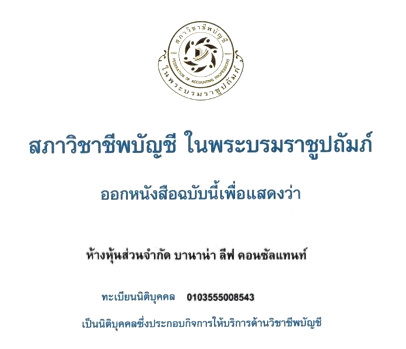 สภาวิชาชีพบัญชี
FEDERATION OF ACCOUNTING PROFESSIONS
ในพระบรมราชูปถัมภ์
สภาวิชาชีพบัญชี ในพระบรมราชูปถัมภ์
ออกหนังสือฉบับนี้เพื่อแสดงว่า
ห้างหุ้นส่วนจำกัด บานาน่า ลีฟ คอนซัลแทนท์
ทะเบียนนิติบุคคล 0103555008543
เป็นนิติบุคคลซึ่งประกอบกิจการให้บริการด้านวิชาชีพบัญชี